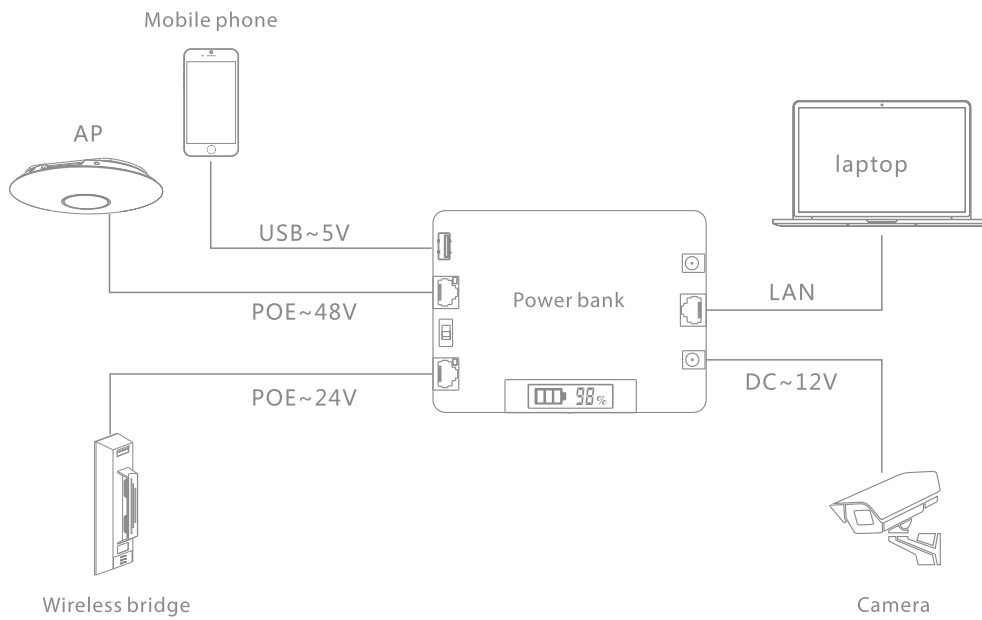 Mobile phone
AP
laptop
USB~5V
POE~48V
Power bank
LAN
POE~24V
DC~12V
98%
Wireless bridge
Camera